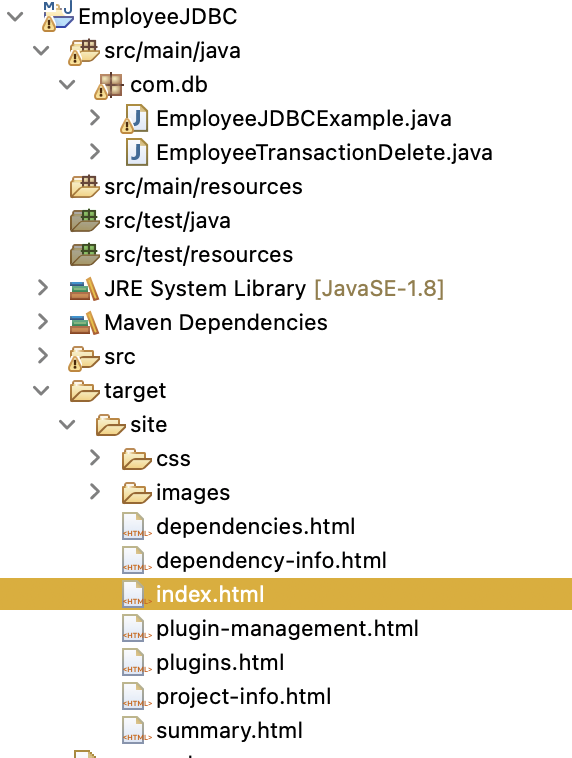 EmployeeJDBC
src/main/java
com.db
EmployeeJDBCExample.java
EmployeeTransactionDelete.java
src/main/resources
src/test/java
src/test/resources
JRE System Library [JavaSE-1.8]
Maven Dependencies
src
target
site
css
images
dependencies.html
dependency-info.html
index.html
plugin-management.html
plugins.html
project-info.html
summary.html